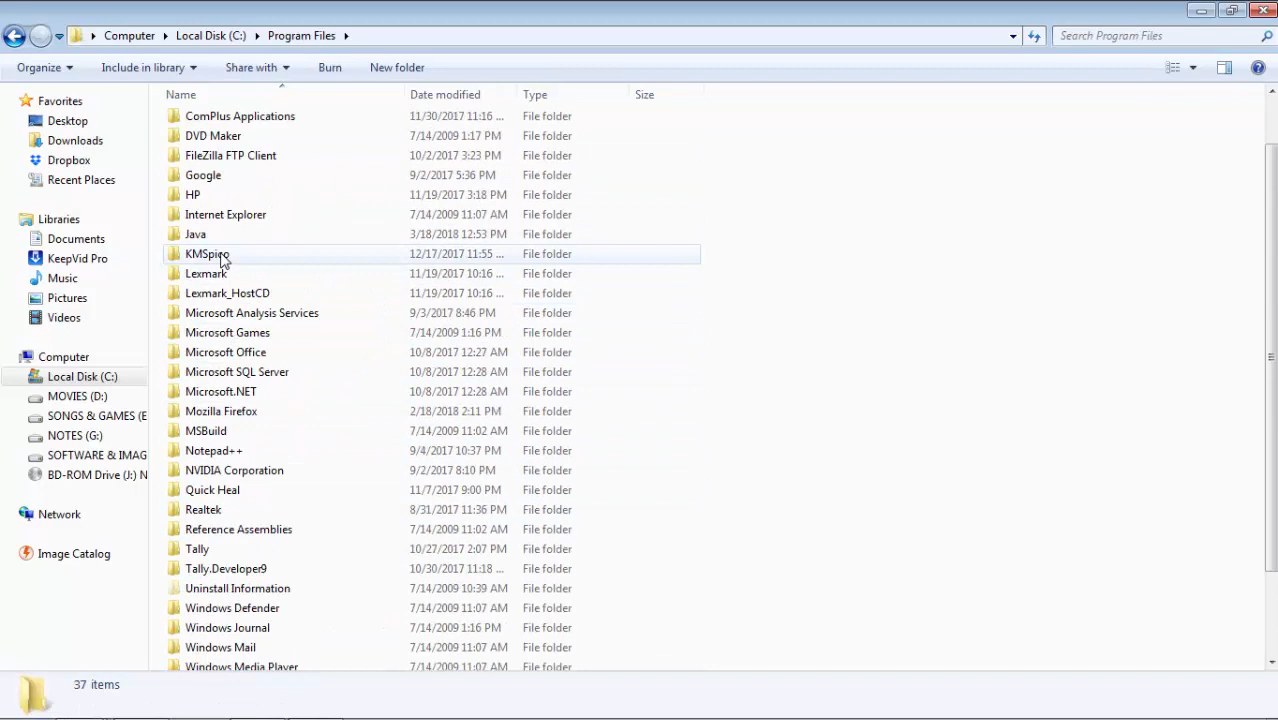 Computer Local Disk (C:) Program Files Search Program Files
Organize Include in library Share with Burn New folder
Name Date modified Type Size
Favorites
Desktop
Downloads
Dropbox
Recent Places
Libraries
Documents
KeepVid Pro
Music
Pictures
Videos
Computer
Local Disk (C:)
MOVIES (D:)
SONGS & GAMES (E
NOTES (G:)
SOFTWARE & IMAG
BD-ROM Drive (J:) N
Network
Image Catalog
ComPlus Applications 11/30/2017 11:16 ... File folder
DVD Maker 7/14/2009 1:17 PM File folder
FileZilla FTP Client 10/2/2017 3:23 PM File folder
Google 9/2/2017 5:36 PM File folder
HP 11/19/2017 3:18 PM File folder
Internet Explorer 7/14/2009 11:07 AM File folder
Java 3/18/2018 12:53 PM File folder
KMSpico 12/17/2017 11:55 ... File folder
Lexmark 11/19/2017 10:16 ... File folder
Lexmark_HostCD 11/19/2017 10:16 ... File folder
Microsoft Analysis Services 9/3/2017 8:46 PM File folder
Microsoft Games 7/14/2009 1:16 PM File folder
Microsoft Office 10/8/2017 12:27 AM File folder
Microsoft SQL Server 10/8/2017 12:28 AM File folder
Microsoft.NET 10/8/2017 12:28 AM File folder
Mozilla Firefox 2/18/2018 2:11 PM File folder
MSBuild 7/14/2009 11:02 AM File folder
Notepad++ 9/4/2017 10:37 PM File folder
NVIDIA Corporation 9/2/2017 8:10 PM File folder
Quick Heal 11/7/2017 9:00 PM File folder
Realtek 8/31/2017 11:36 PM File folder
Reference Assemblies 7/14/2009 11:02 AM File folder
Tally 10/27/2017 2:07 PM File folder
Tally.Developer9 10/30/2017 11:18 ... File folder
Uninstall Information 7/14/2009 10:39 AM File folder
Windows Defender 7/14/2009 11:07 AM File folder
Windows Journal 7/14/2009 1:16 PM File folder
Windows Mail 7/14/2009 11:07 AM File folder
Windows Media Player 7/14/2009 11:07 AM File folder
37 items